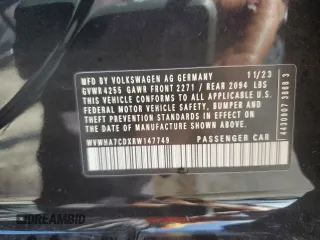 MFD. BY VOLKSWAGEN AG GERMANY 11/23
GVWR 4255 GAWR FRONT 2271 / REAR 2094 LBS
THIS VEHICLE CONFORMS TO ALL APPLICABLE
FEDERAL MOTOR VEHICLE SAFETY, BUMPER, AND
THEFT PREVENTION STANDARDS IN EFFECT ON THE
DATE OF MANUFACTURE SHOWN ABOVE.
WVWHA7CDXRW147749 PASSENGER CAR
DREAMBID